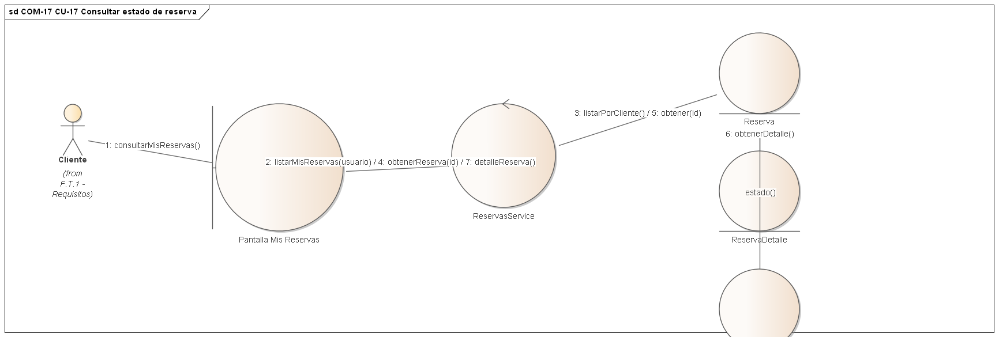 sd COM-17 CU-17 Consultar estado de reserva
1: consultarMisReservas()
Cliente
(from
F.T.1 -
Requisitos)
2: listarMisReservas(usuario) / 4: obtenerReserva(id) / 7: detalleReserva()
Pantalla Mis Reservas
ReservasService
3: listarPorCliente() / 5: obtener(id)
Reserva
6: obtenerDetalle()
estado()
ReservaDetalle